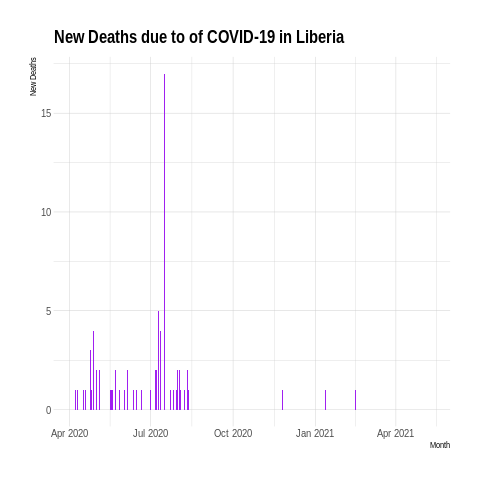 New Deaths due to of COVID-19 in Liberia
New Deaths
15
10
5
0
Apr 2020 Jul 2020 Oct 2020 Jan 2021 Apr 2021
Month